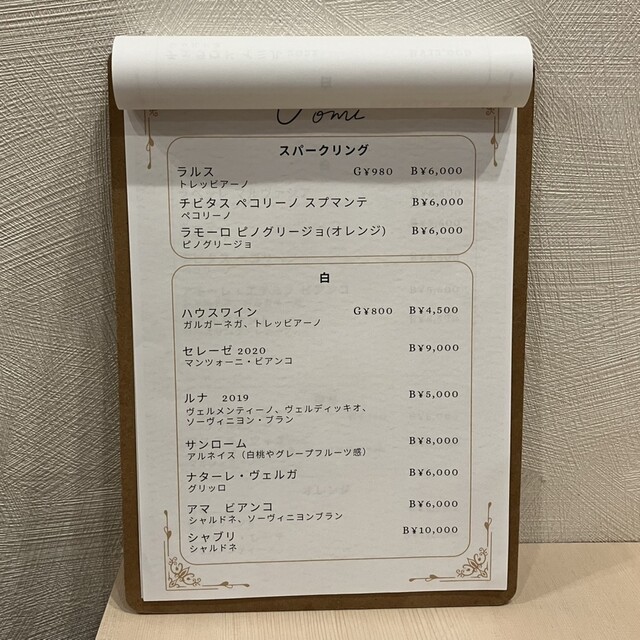 スパークリング
ラルス G¥980 B¥6,000
トレッビアーノ
チビタス ペコリーノ スプマンテ B¥6,000
ペコリーノ
ラモーロ ピノグリージョ(オレンジ) B¥6,000
ピノグリージョ
白
ハウスワイン G¥800 B¥4,500
ガルガーネガ、トレッビアーノ
セレーゼ 2020 B¥9,000
マンツォーニ・ビアンコ
ルナ 2019 B¥5,000
ヴェルメンティーノ、ヴェルディッキオ、
ソーヴィニヨン・ブラン
サンローム B¥8,000
アルネイス（白桃やグレープフルーツ感）
ナターレ・ヴェルガ B¥6,000
グリッロ
アマ ビアンコ B¥6,000
シャルドネ、ソーヴィニヨンブラン
シャブリ B¥10,000
シャルドネ